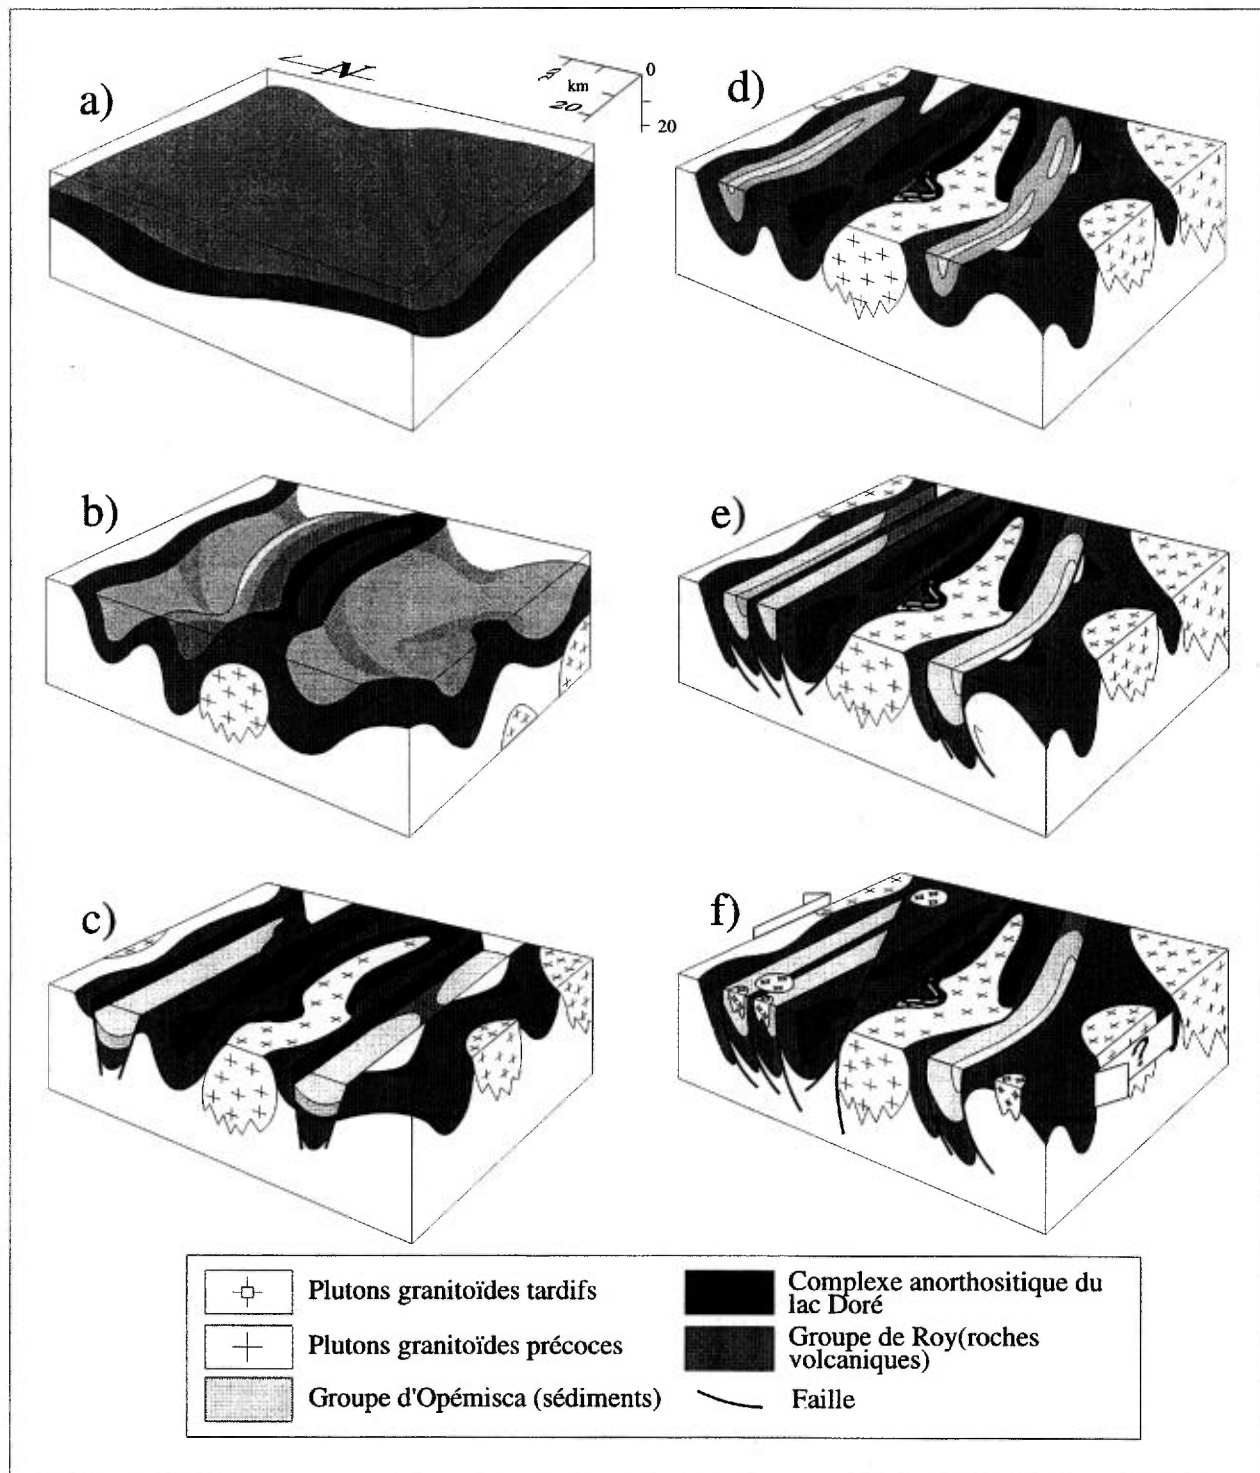 a)
N
0
km
20
20
d)
b)
e)
c)
f)
?
Plutons granitoïdes tardifs
Plutons granitoïdes précoces
Groupe d'Opémisca (sédiments)
Complexe anorthositique du
lac Doré
Groupe de Roy(roches
volcaniques)
Faille